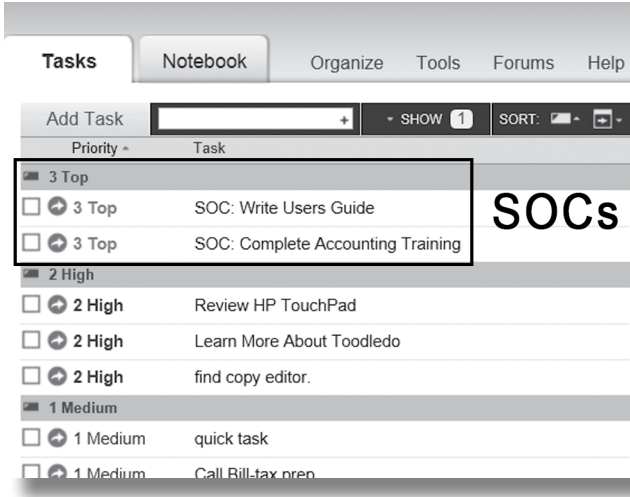 Tasks Notebook Organize Tools Forums Help
Add Task + SHOW 1 SORT:
Priority Task
3 Top
3 Top SOC: Write Users Guide
SOCs
3 Top SOC: Complete Accounting Training
2 High
2 High Review HP TouchPad
2 High Learn More About Toodledo
2 High find copy editor.
1 Medium
1 Medium quick task
1 Medium Call Bill-tax prep